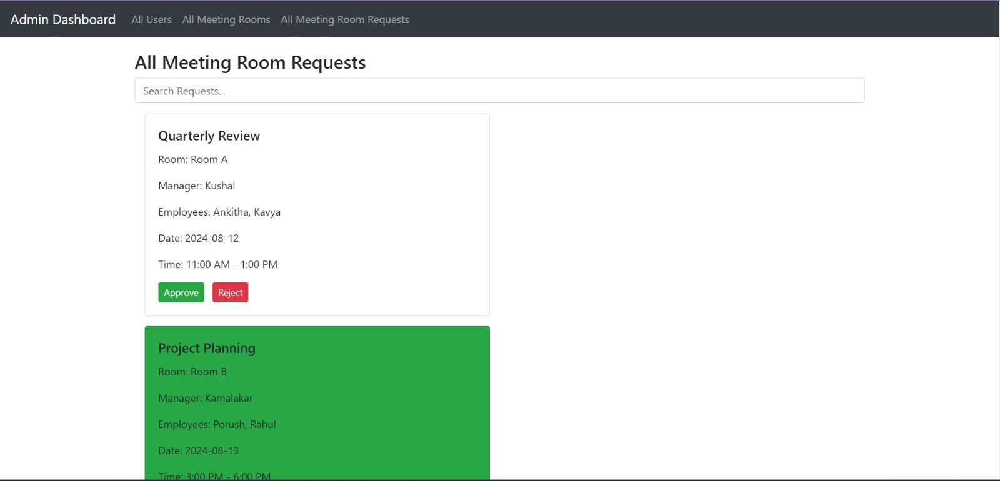 Admin Dashboard All Users All Meeting Rooms All Meeting Room Requests
All Meeting Room Requests
Search Requests...
Quarterly Review
Room: Room A
Manager: Kushal
Employees: Ankitha, Kavya
Date: 2024-08-12
Time: 11:00 AM - 1:00 PM
Approve Reject
Project Planning
Room: Room B
Manager: Kamalakar
Employees: Porush, Rahul
Date: 2024-08-13
Time: 3:00 PM - 6:00 PM